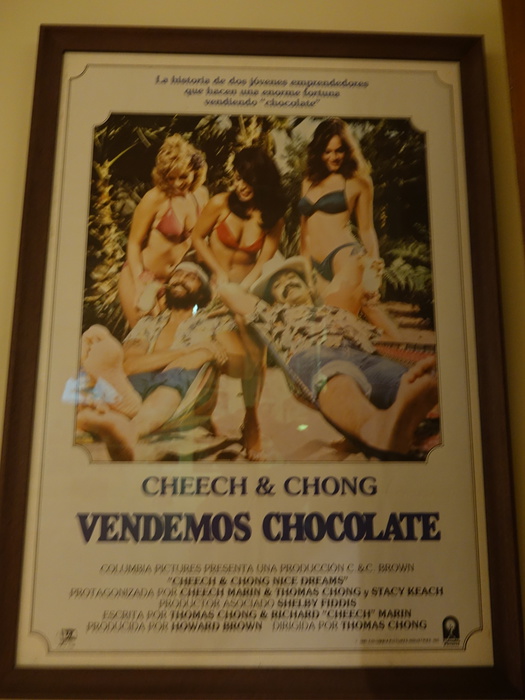 La historia de dos jóvenes emprendedores
que hacen una enorme fortuna
vendiendo "chocolate"
CHEECH & CHONG
VENDEMOS CHOCOLATE
COLUMBIA PICTURES PRESENTA UNA PRODUCCION C. & C. BROWN
"CHEECH & CHONG NICE DREAMS"
PROTAGONIZADA POR CHEECH MARIN & THOMAS CHONG y STACY KEACH
PRODUCTOR ASOCIADO SHELBY FIDDIS
ESCRITA POR THOMAS CHONG & RICHARD "CHEECH" MARIN
PRODUCIDA POR HOWARD BROWN DIRIGIDA POR THOMAS CHONG